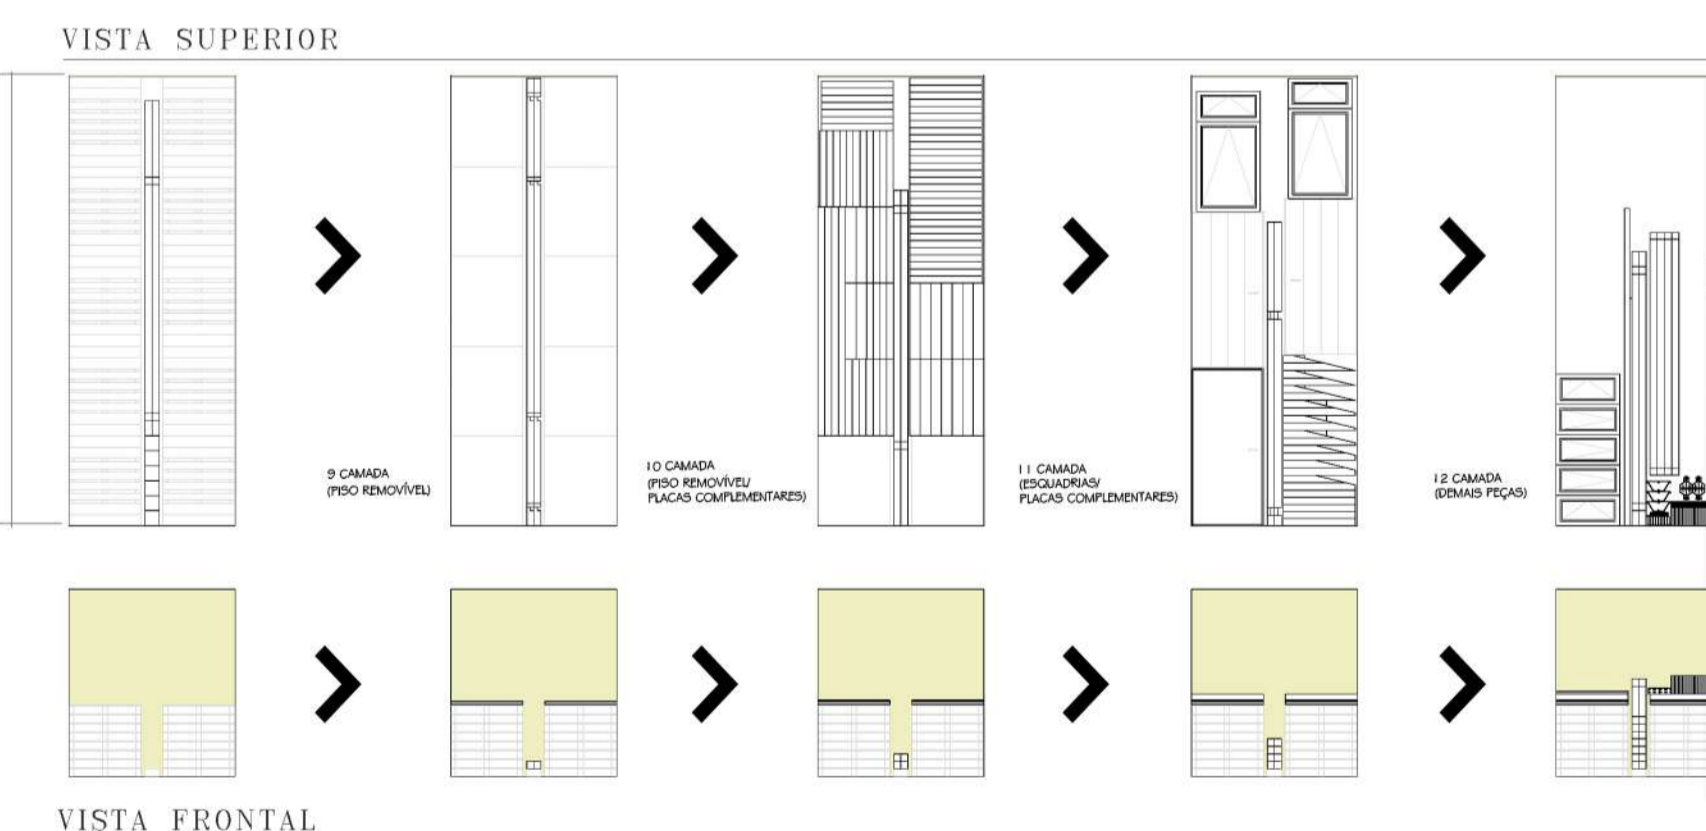 VISTA SUPERIOR
9 CAMADA
(PISO REMOVÍVEL)
10 CAMADA
(PISO REMOVÍVEL/
PLACAS COMPLEMENTARES)
11 CAMADA
(ESQUADRIAS/
PLACAS COMPLEMENTARES)
12 CAMADA
(DEMAIS PEÇAS)
VISTA FRONTAL